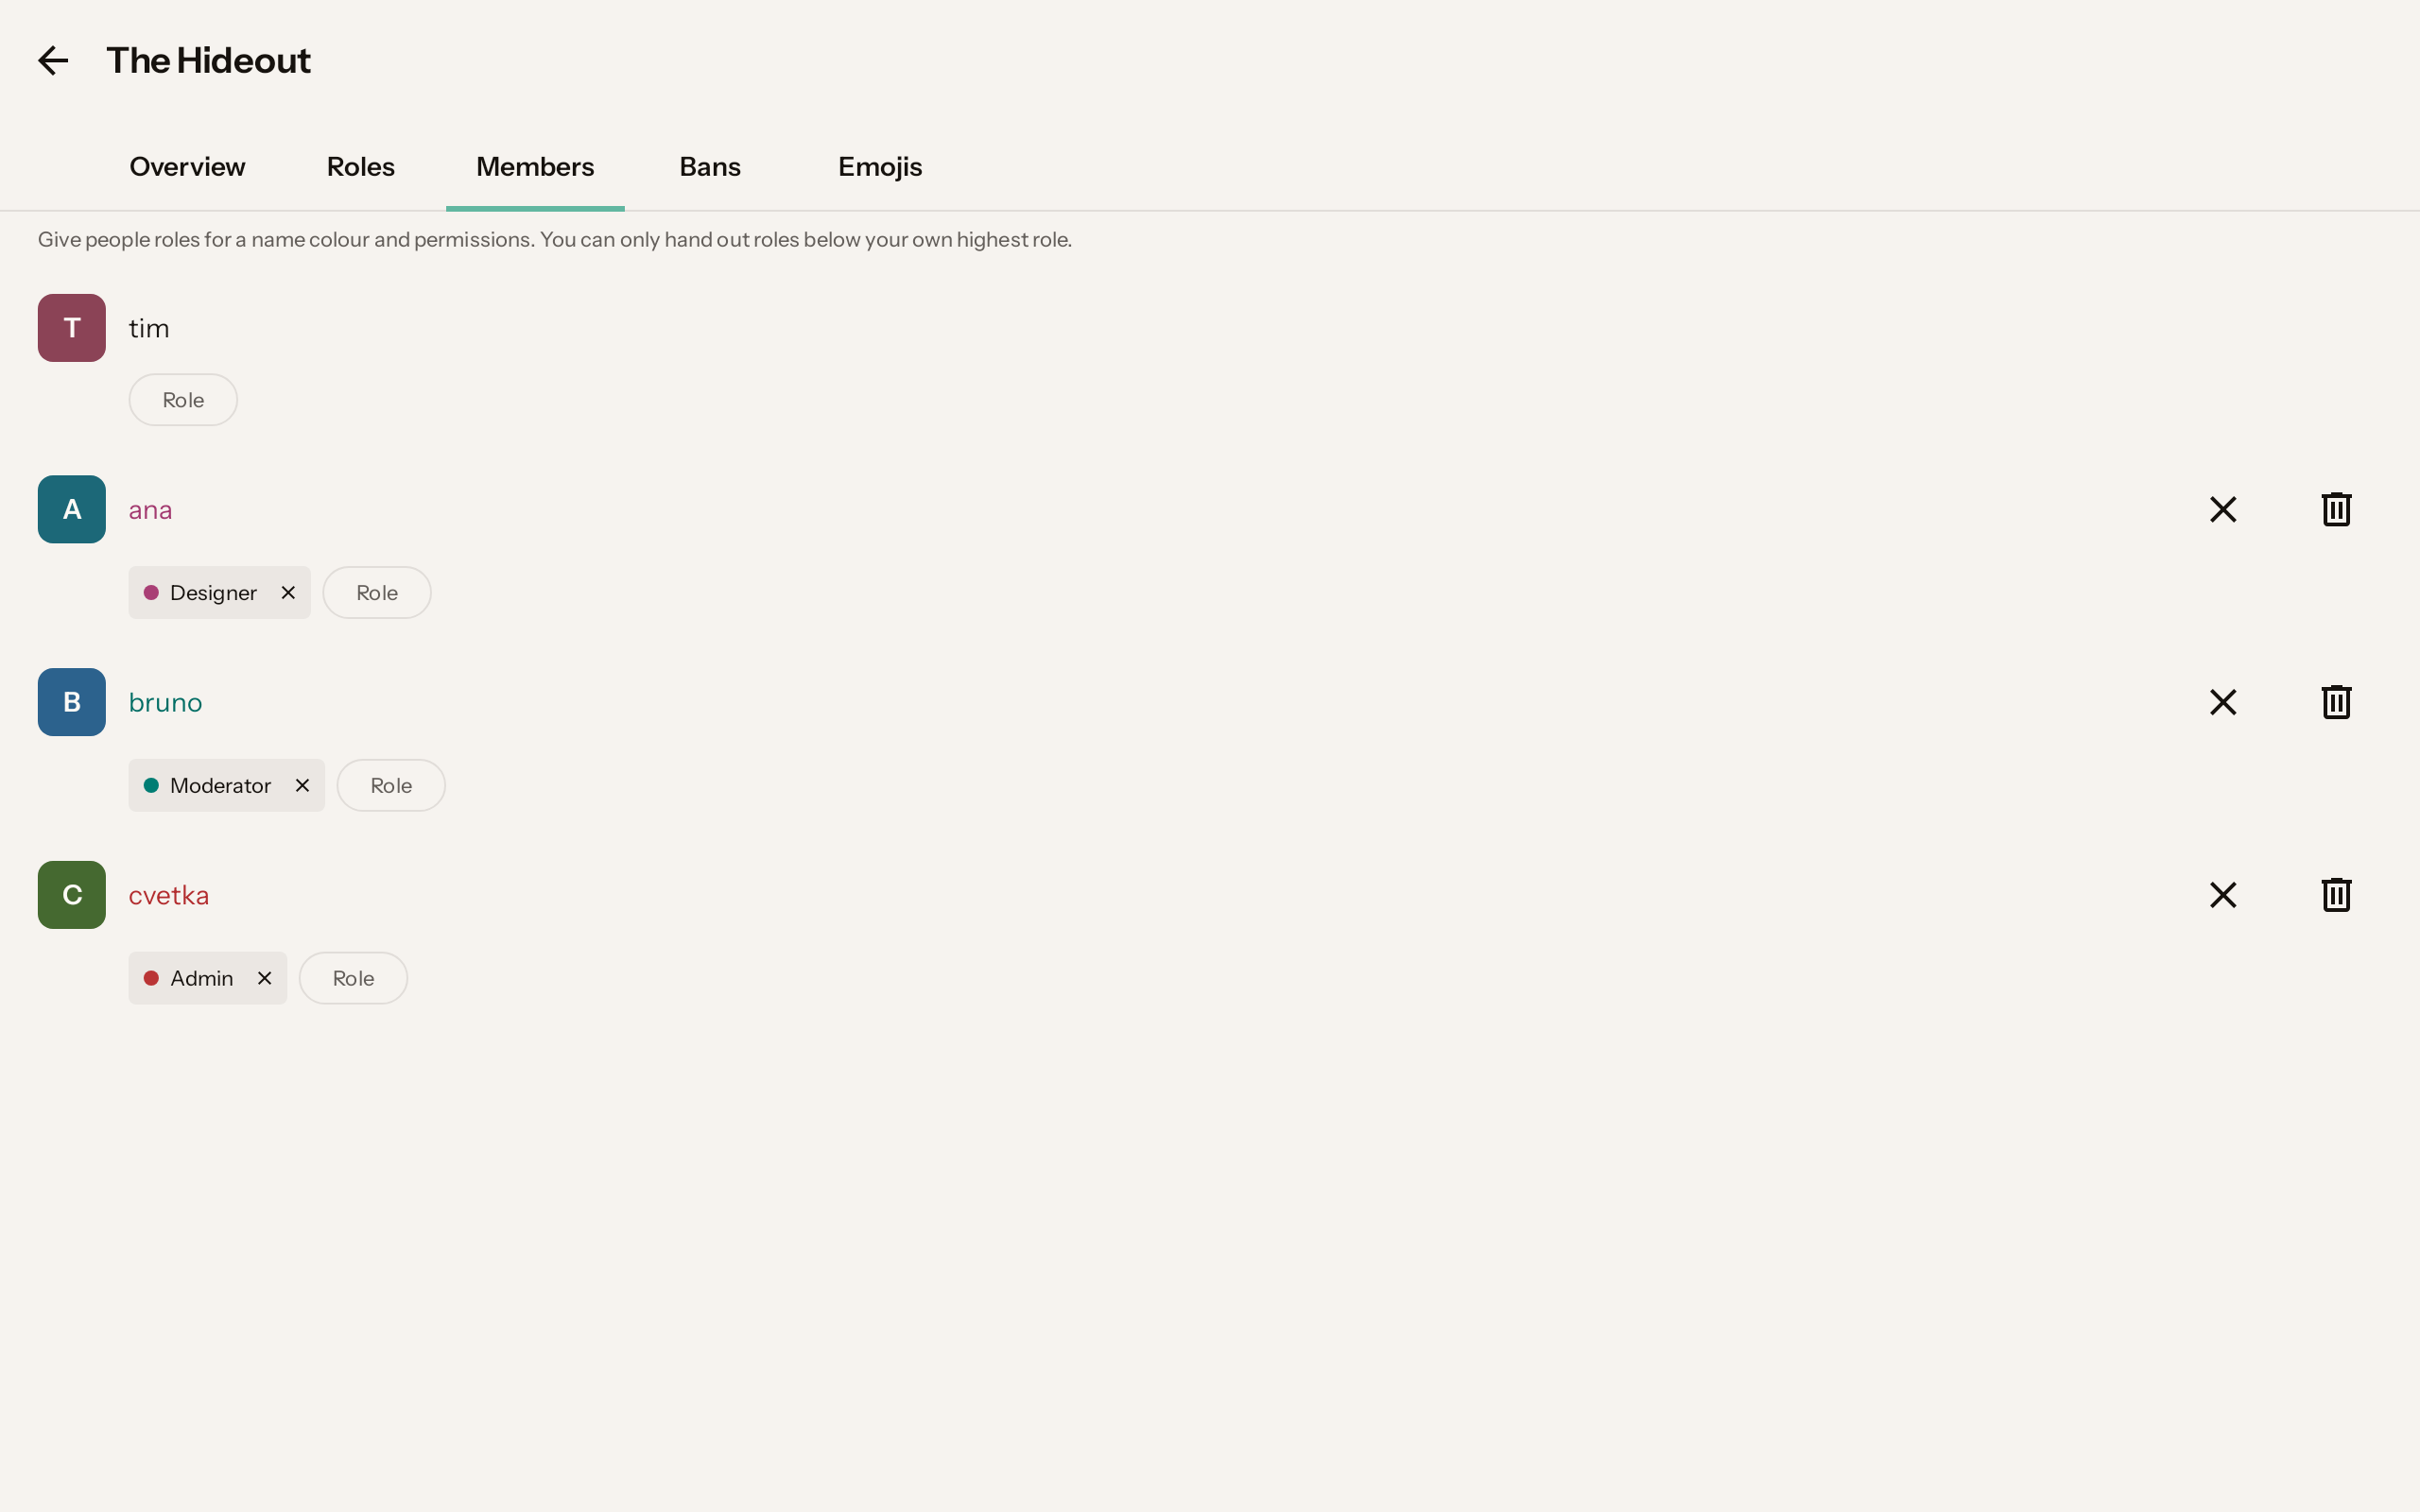 The Hideout
Overview Roles Members Bans Emojis
Give people roles for a name colour and permissions. You can only hand out roles below your own highest role.
T tim
Role
A ana
Designer Role
B bruno
Moderator Role
C cvetka
Admin Role